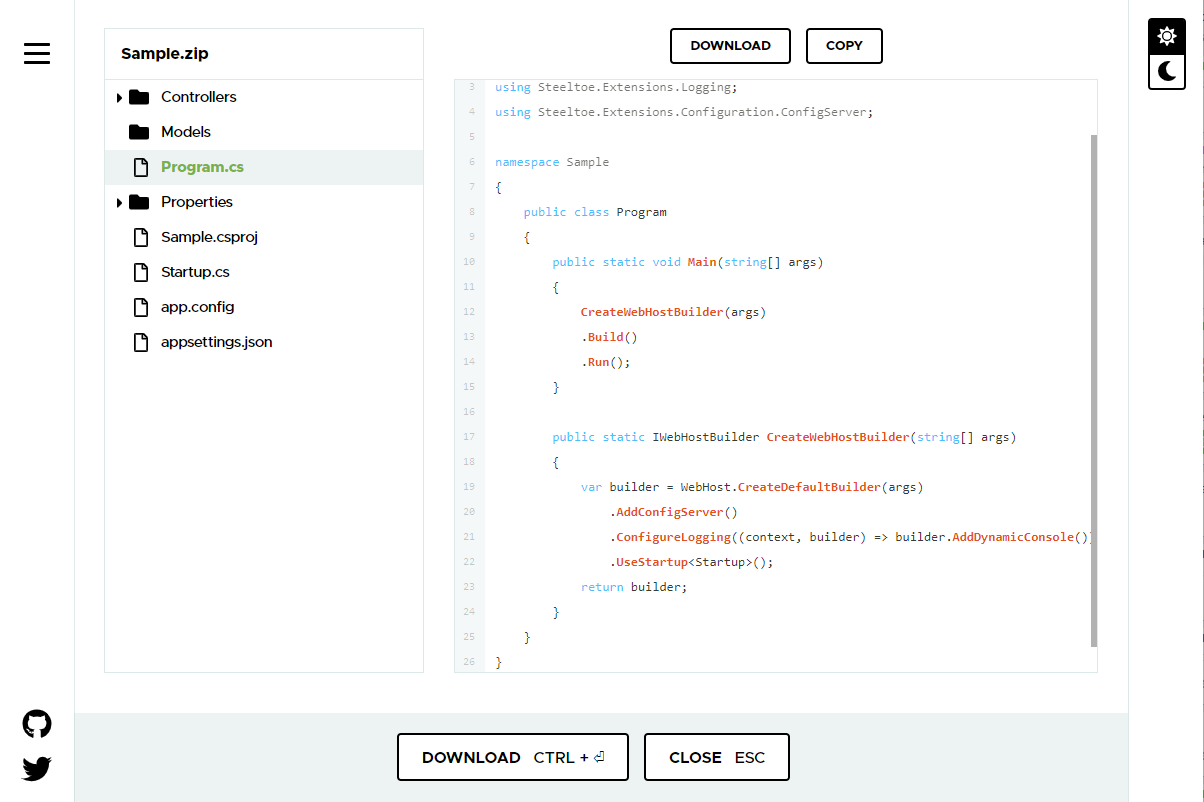 Sample.zip
Controllers
Models
Program.cs
Properties
Sample.csproj
Startup.cs
app.config
appsettings.json
DOWNLOAD COPY
3 using Steeltoe.Extensions.Logging;
4 using Steeltoe.Extensions.Configuration.ConfigServer;
5
6 namespace Sample
7 {
8     public class Program
9     {
10         public static void Main(string[] args)
11         {
12             CreateWebHostBuilder(args)
13             .Build()
14             .Run();
15         }
16
17         public static IWebHostBuilder CreateWebHostBuilder(string[] args)
18         {
19             var builder = WebHost.CreateDefaultBuilder(args)
20                 .AddConfigServer()
21                 .ConfigureLogging((context, builder) => builder.AddDynamicConsole())
22                 .UseStartup<Startup>();
23             return builder;
24         }
25     }
26 }
DOWNLOAD CTRL + ⏎ CLOSE ESC